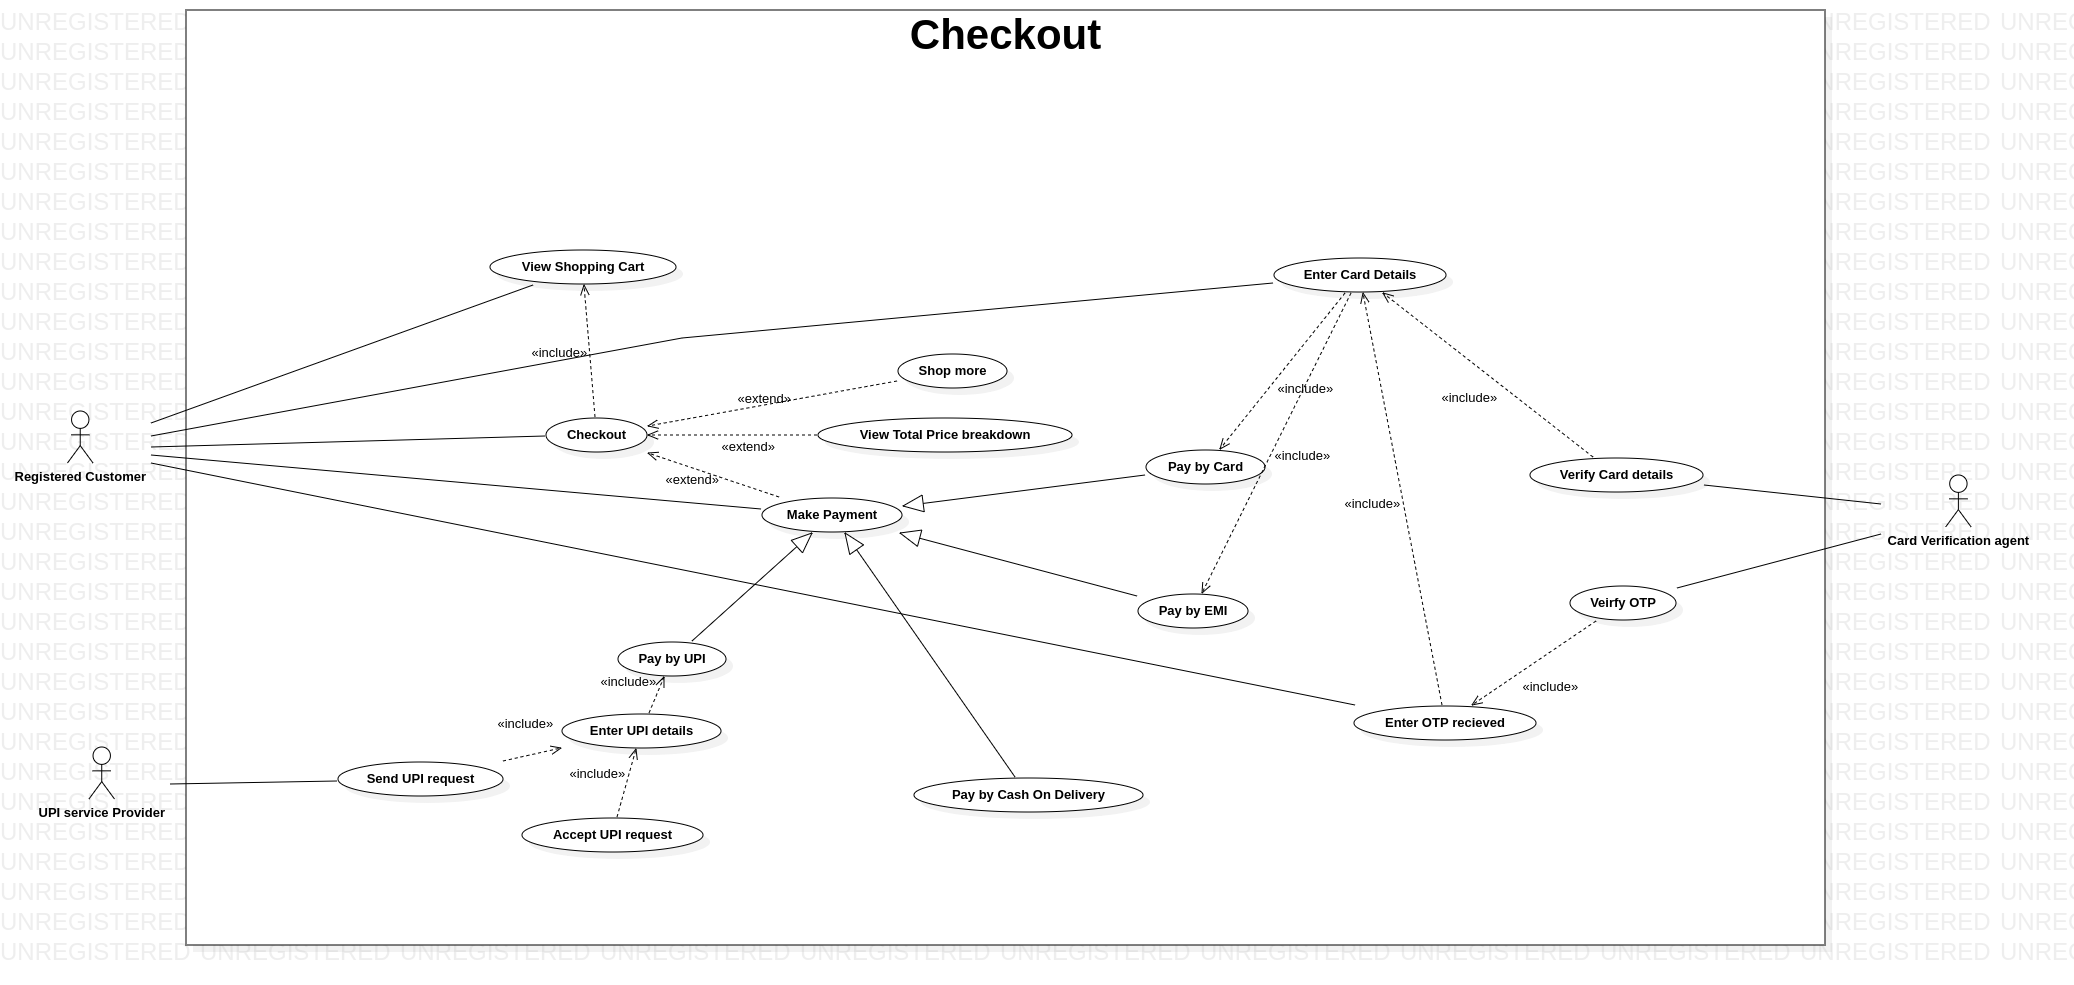 Checkout
View Shopping Cart
Enter Card Details
«include»
Shop more
«include»
«extend»
«include»
Checkout
View Total Price breakdown
«extend»
«include»
Pay by Card
Verify Card details
Registered Customer
«extend»
«include»
Make Payment
Card Verification agent
Pay by EMI
Veirfy OTP
Pay by UPI
«include»
«include»
«include»
Enter UPI details
Enter OTP recieved
Send UPI request
«include»
Pay by Cash On Delivery
UPI service Provider
Accept UPI request
UNREGISTERED UNREGISTERED UNREGISTERED UNREGISTERED UNREGISTERED UNREGISTERED UNREGISTERED UNREGISTERED UNREGISTERED UNREGISTERED